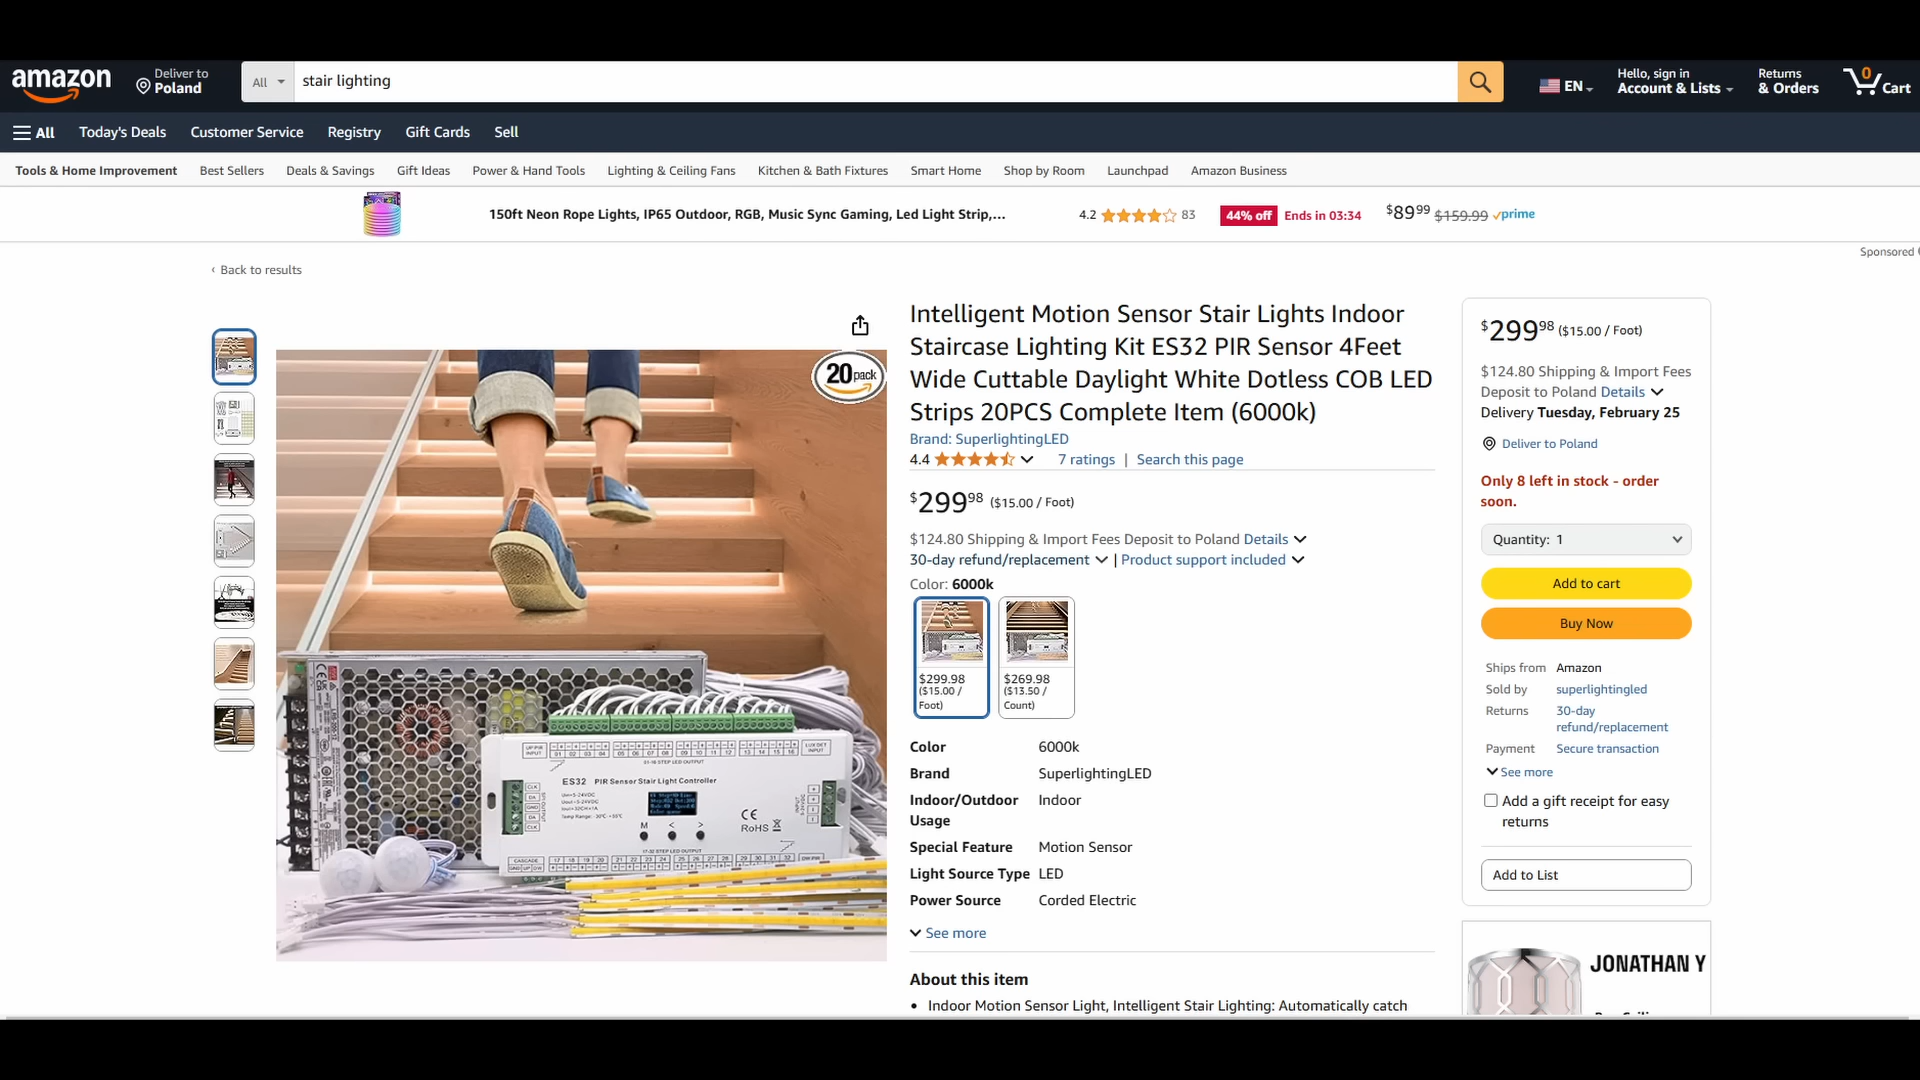 amazon
Deliver to
Poland
All
stair lighting
EN
Hello, sign in
Account & Lists
Returns
& Orders
0
Cart
All
Today's Deals
Customer Service
Registry
Gift Cards
Sell
Tools & Home Improvement
Best Sellers
Deals & Savings
Gift Ideas
Power & Hand Tools
Lighting & Ceiling Fans
Kitchen & Bath Fixtures
Smart Home
Shop by Room
Launchpad
Amazon Business
150ft Neon Rope Lights, IP65 Outdoor, RGB, Music Sync Gaming, Led Light Strip,...
4.2
83
44% off
Ends in 03:34
$89⁹⁹ $159.99
prime
Sponsored
‹ Back to results
20 pack
ES32 PIR Sensor Stair Light Controller
01-16 STEP LED OUTPUT
M < >
CE
RoHS
17-32 STEP LED OUTPUT
CASCADE
Intelligent Motion Sensor Stair Lights Indoor
Staircase Lighting Kit ES32 PIR Sensor 4Feet
Wide Cuttable Daylight White Dotless COB LED
Strips 20PCS Complete Item (6000k)
Brand: SuperlightingLED
4.4
7 ratings | Search this page
$299⁹⁸ ($15.00 / Foot)
$124.80 Shipping & Import Fees Deposit to Poland Details
30-day refund/replacement | Product support included
Color: 6000k
$299.98
($15.00 /
Foot)
$269.98
($13.50 /
Count)
Color 6000k
Brand SuperlightingLED
Indoor/Outdoor Indoor
Usage
Special Feature Motion Sensor
Light Source Type LED
Power Source Corded Electric
See more
About this item
• Indoor Motion Sensor Light, Intelligent Stair Lighting: Automatically catch
$299⁹⁸ ($15.00 / Foot)
$124.80 Shipping & Import Fees
Deposit to Poland Details
Delivery Tuesday, February 25
Deliver to Poland
Only 8 left in stock - order
soon.
Quantity: 1
Add to cart
Buy Now
Ships from Amazon
Sold by superlightingled
Returns 30-day
refund/replacement
Payment Secure transaction
See more
Add a gift receipt for easy
returns
Add to List
JONATHAN Y